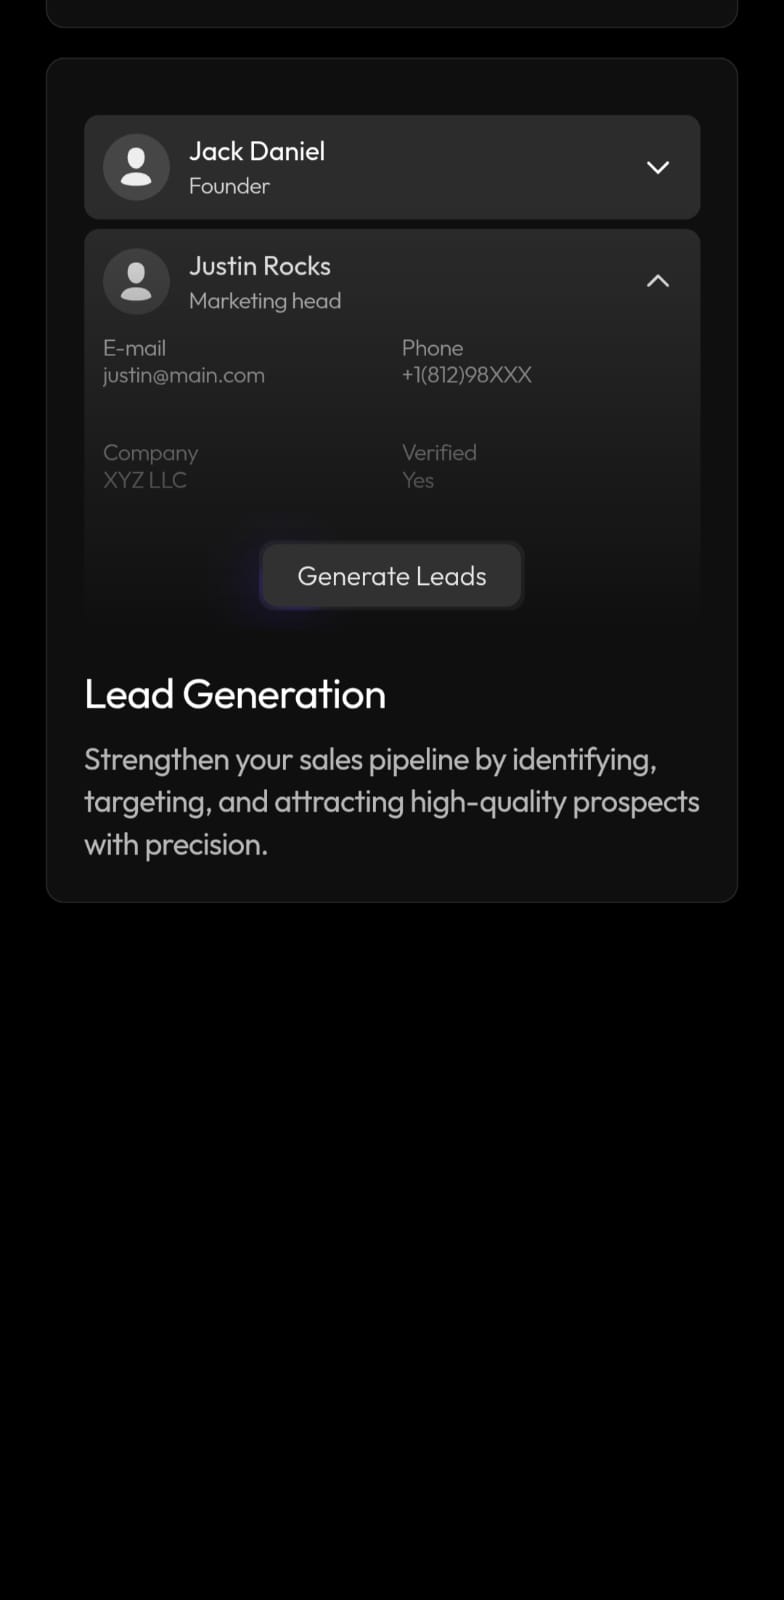 Jack Daniel
Founder
Justin Rocks
Marketing head
E-mail
justin@main.com
Phone
+1(812)98XXX
Company
XYZ LLC
Verified
Yes
Generate Leads
Lead Generation
Strengthen your sales pipeline by identifying,
targeting, and attracting high-quality prospects
with precision.